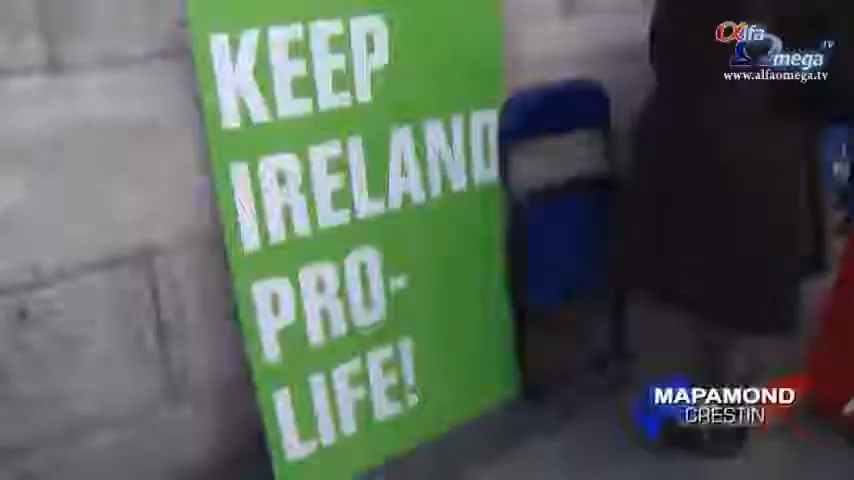 KEEP
IRELAND
PRO-
LIFE!
alfa
Omega TV
www.alfaomega.tv
MAPAMOND
CRESTIN